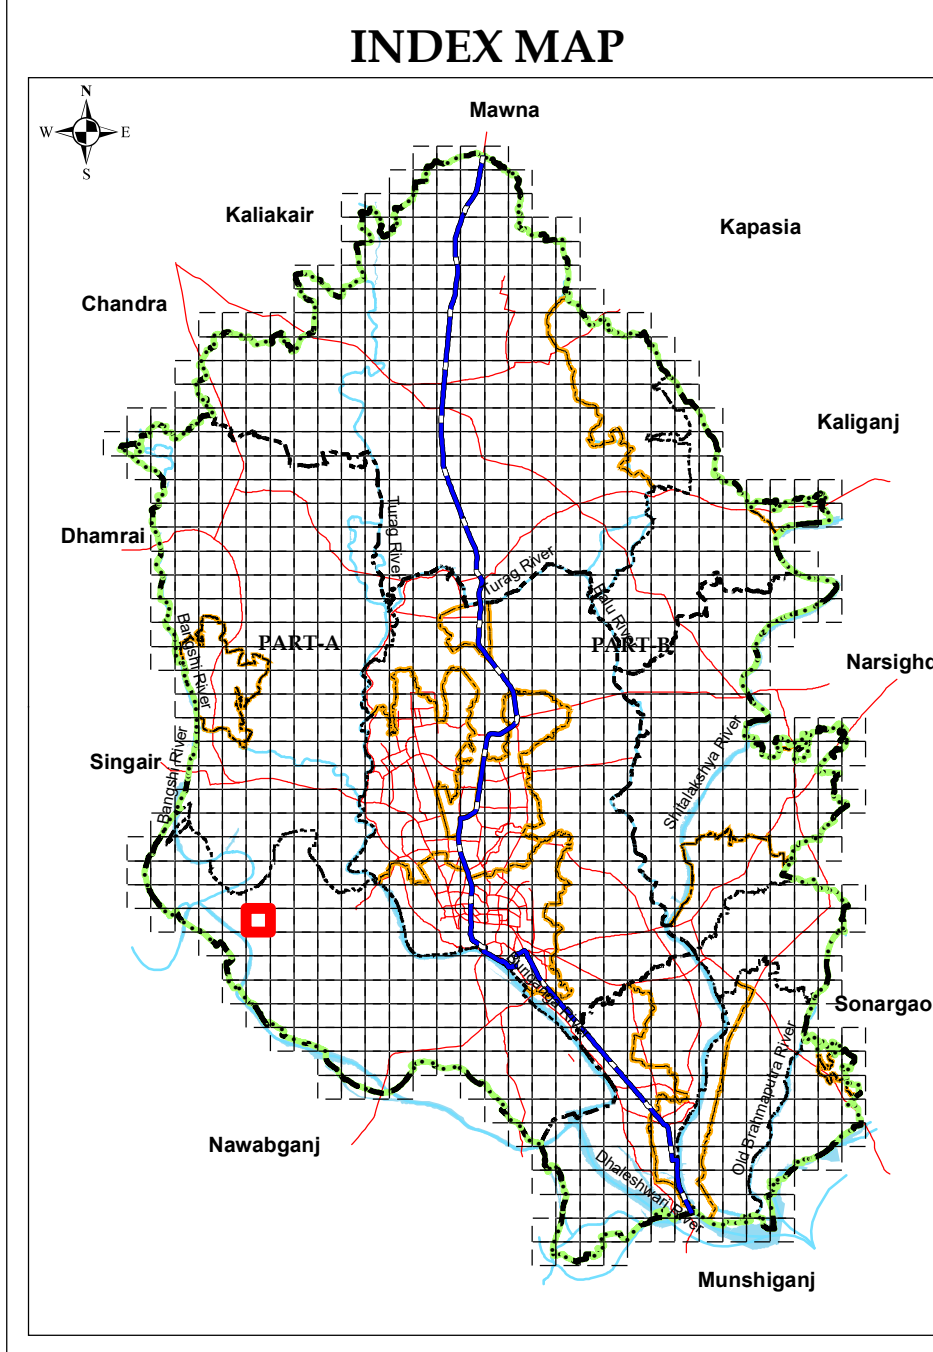 INDEX MAP
N
W
E
S
Mawna
Kaliakair
Kapasia
Chandra
Kaliganj
Dhamrai
Turag River
Turag River
Balu River
Bangshi River
PART-A
PART-B
Narsighd
Singair
Bangshi River
Shitalakshya River
Buriganga River
Sonargao
Old Brahmaputra River
Nawabganj
Dhaleshwari River
Munshiganj